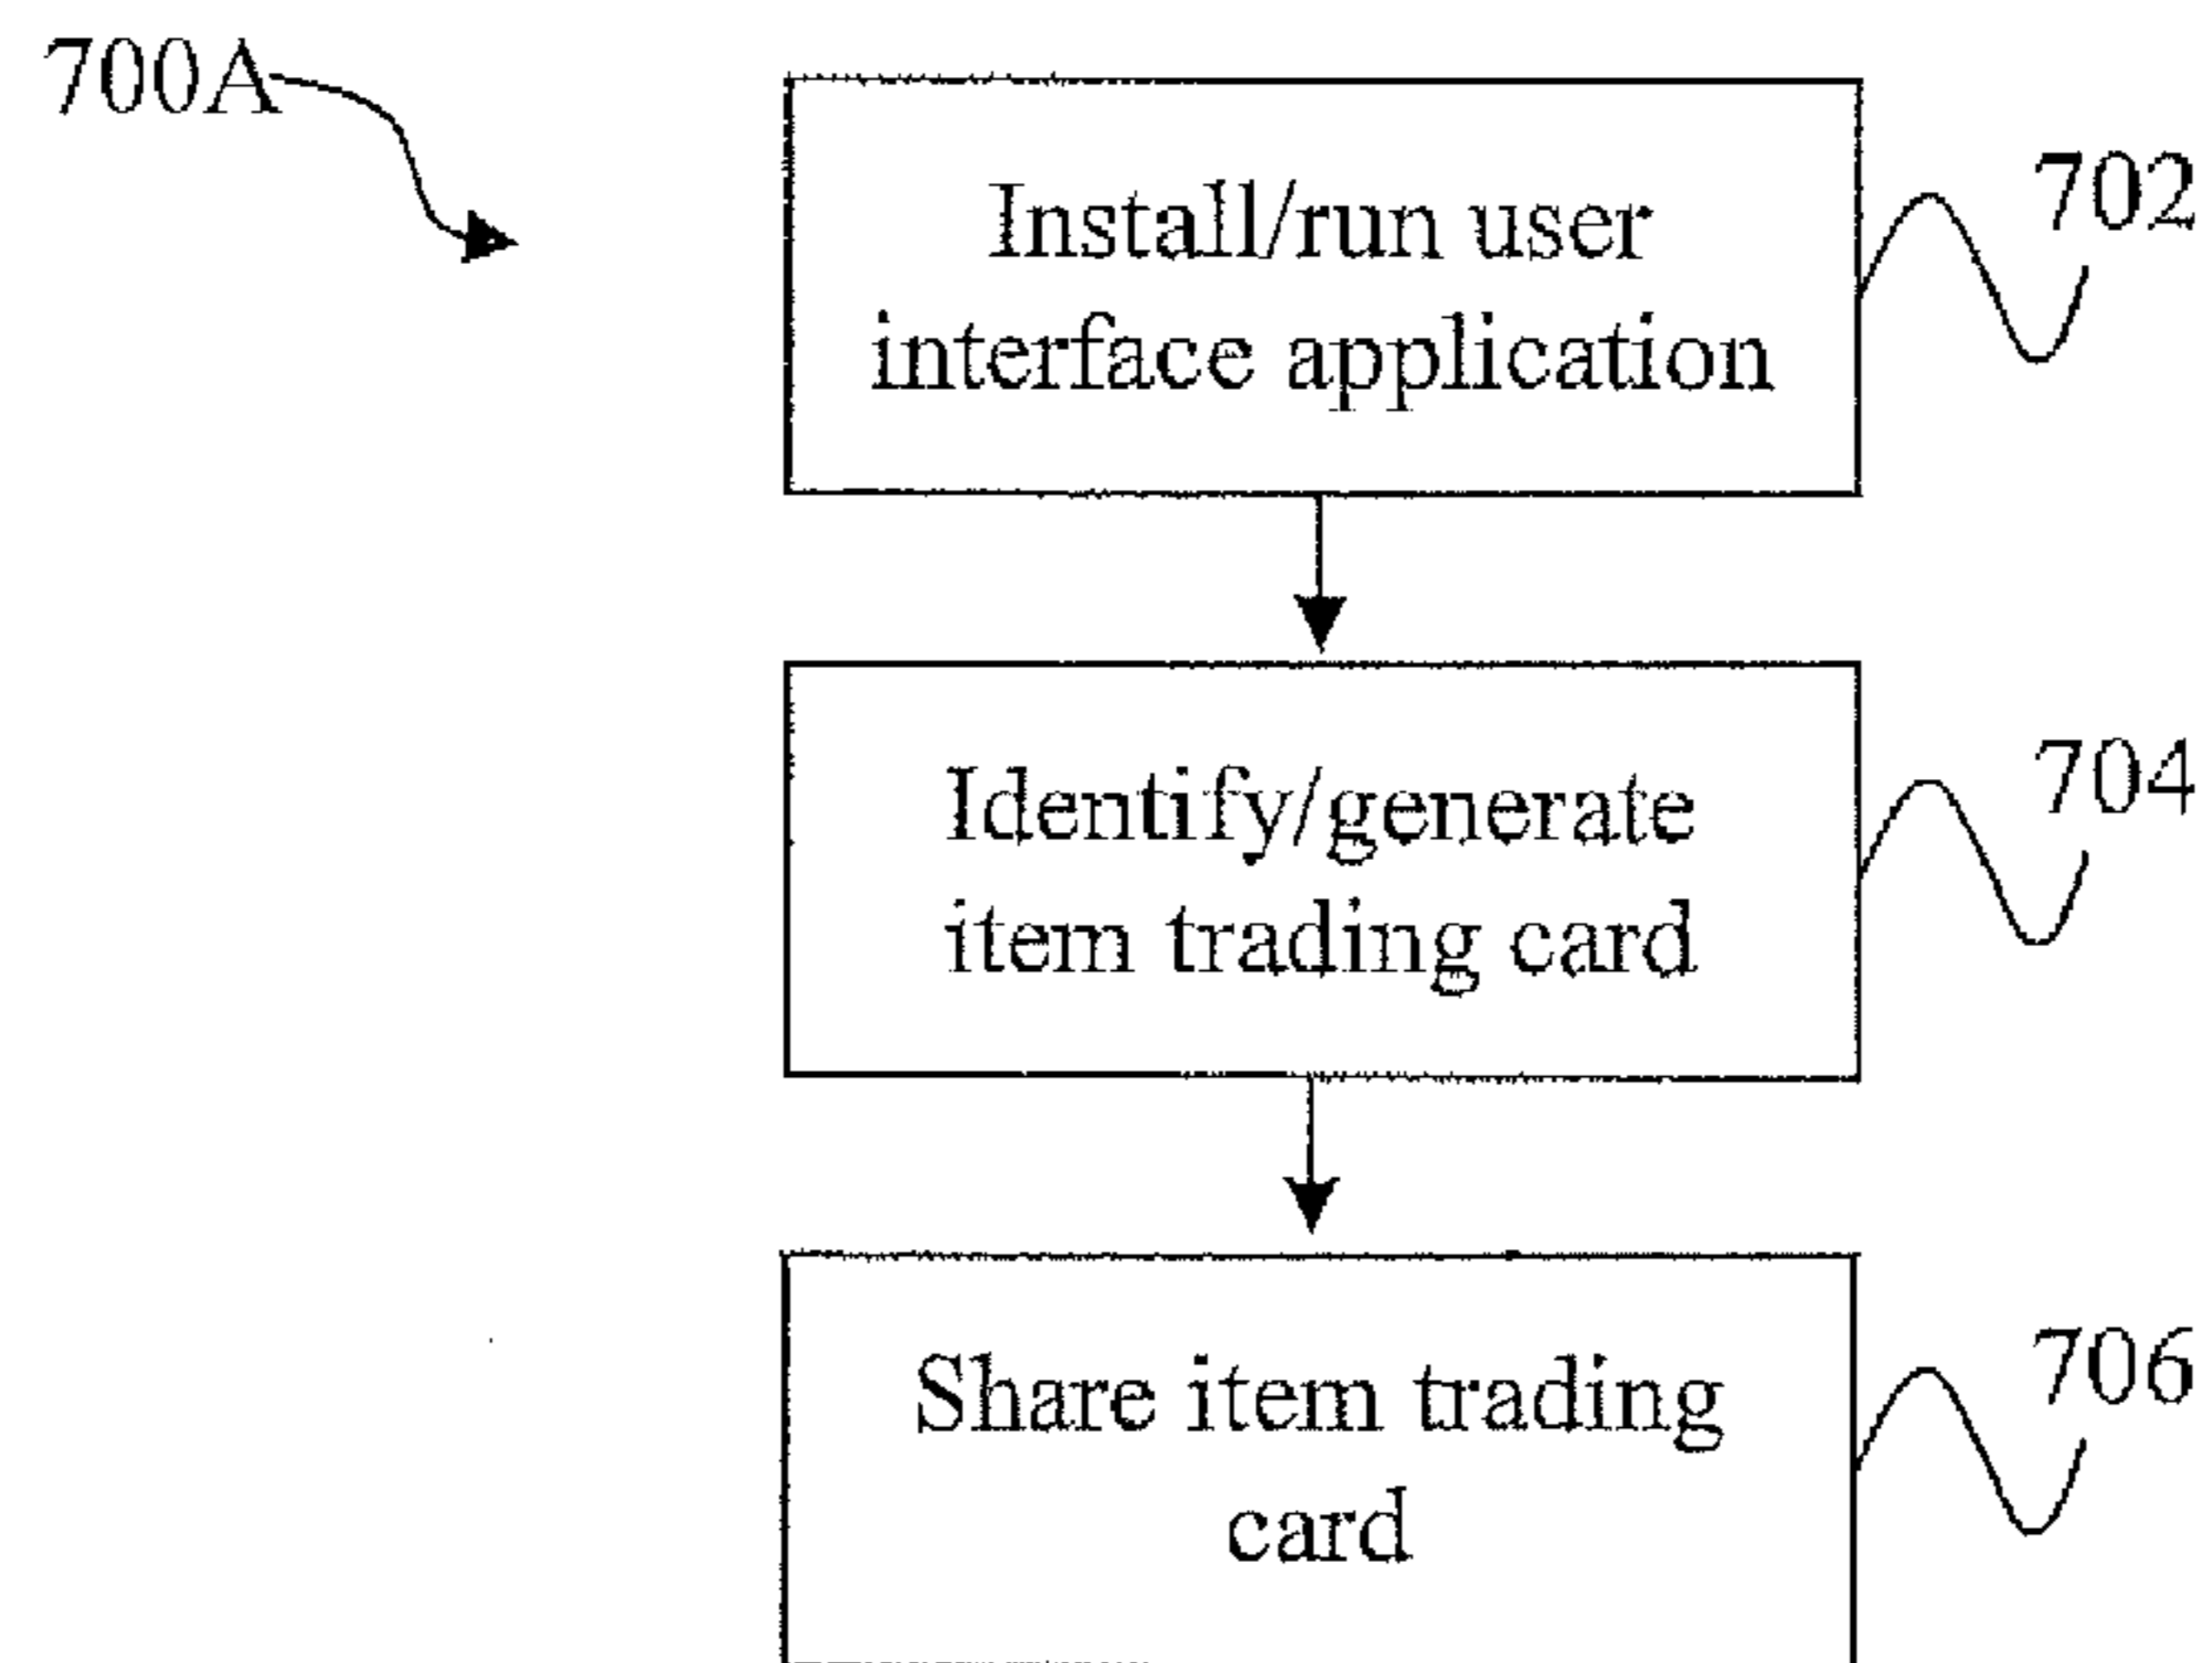 700A
Install/run user
interface application
702
Identify/generate
item trading card
704
Share item trading
card
706